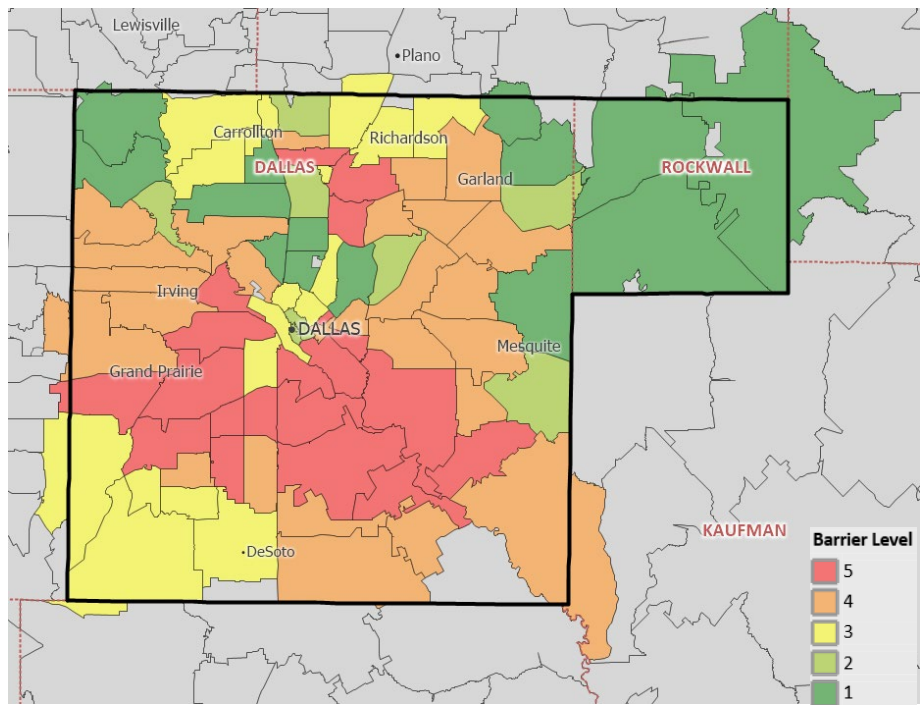 Lewisville
Plano
Carrollton
Richardson
DALLAS
ROCKWALL
Garland
Irving
DALLAS
Mesquite
Grand Prairie
KAUFMAN
DeSoto
Barrier Level
5
4
3
2
1